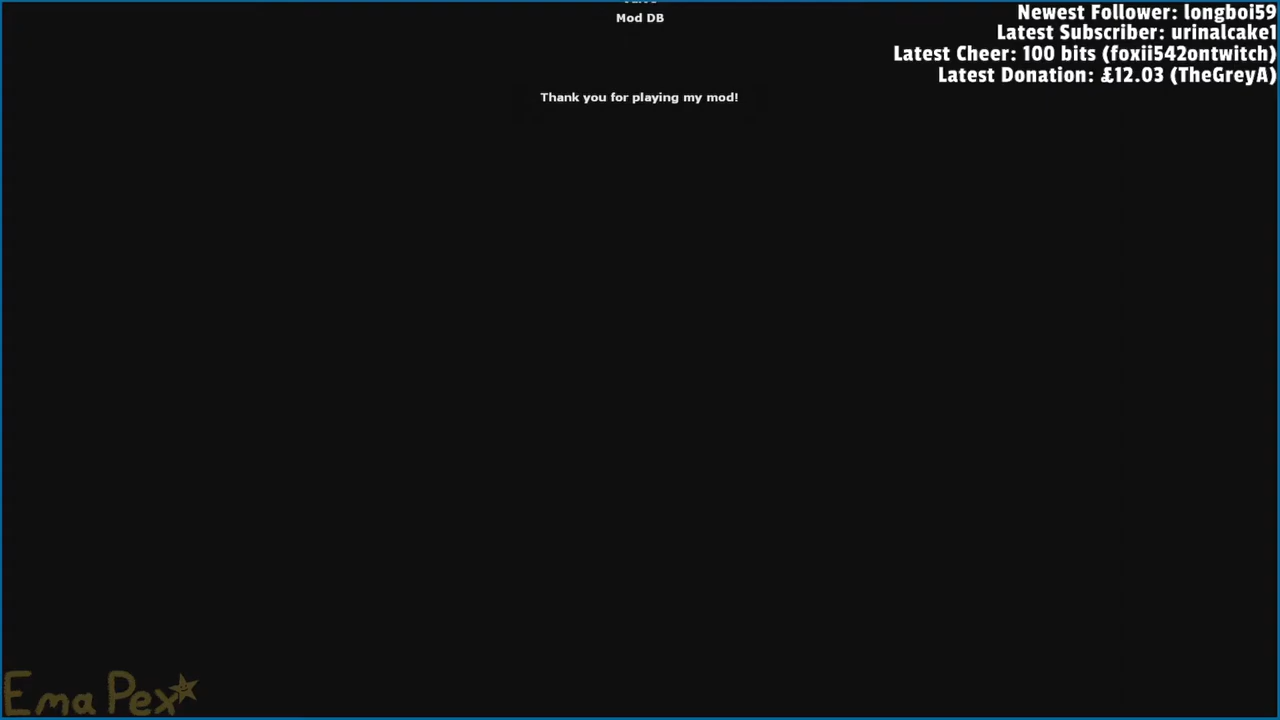 Mod DB
Thank you for playing my mod!
Newest Follower: longboi59
Latest Subscriber: urinalcake1
Latest Cheer: 100 bits (foxii542ontwitch)
Latest Donation: £12.03 (TheGreyA)
Ema Pex